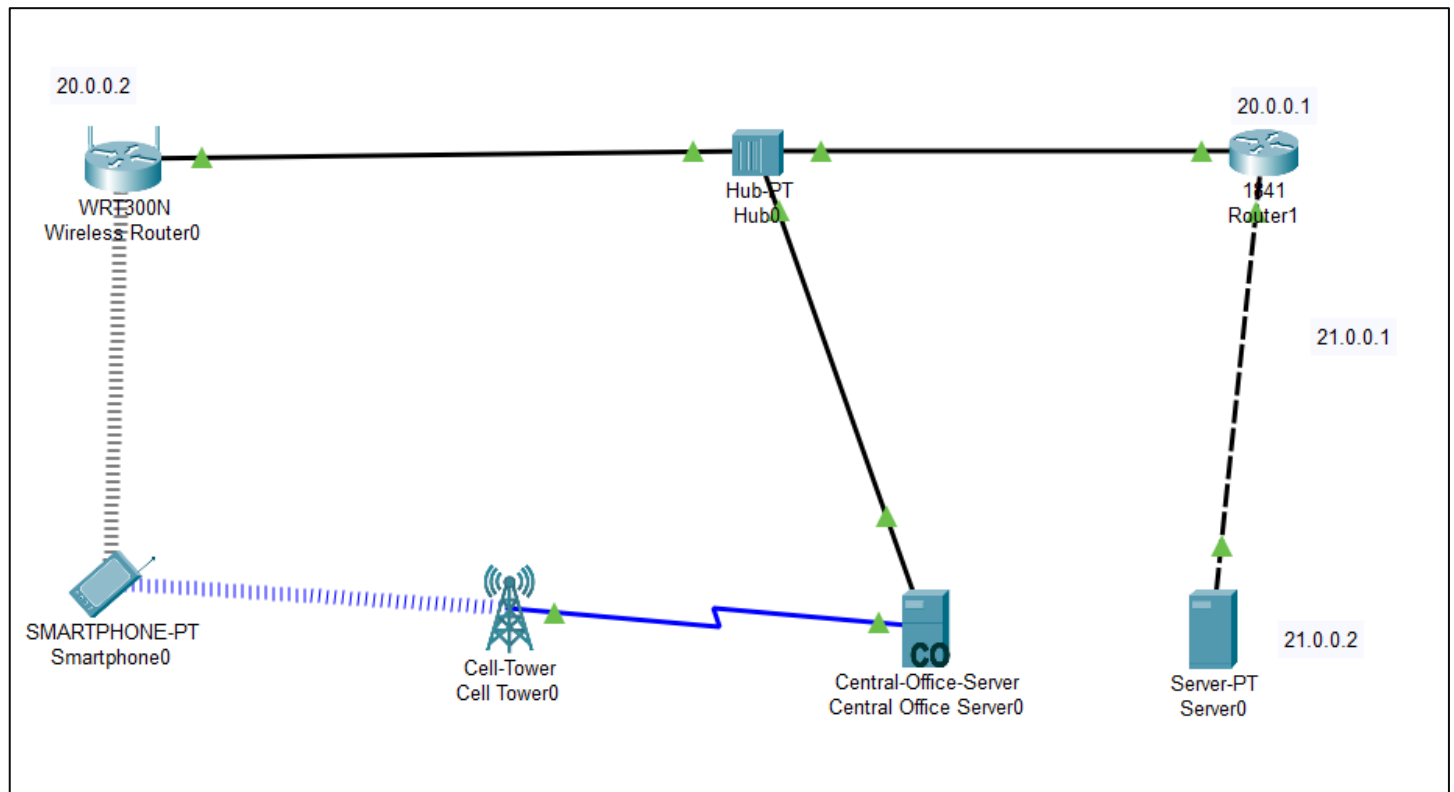 20.0.0.2
20.0.0.1
WRT300N
Wireless Router0
Hub-PT
Hub0
1841
Router1
21.0.0.1
SMARTPHONE-PT
Smartphone0
Cell-Tower
Cell Tower0
CO
Central-Office-Server
Central Office Server0
21.0.0.2
Server-PT
Server0